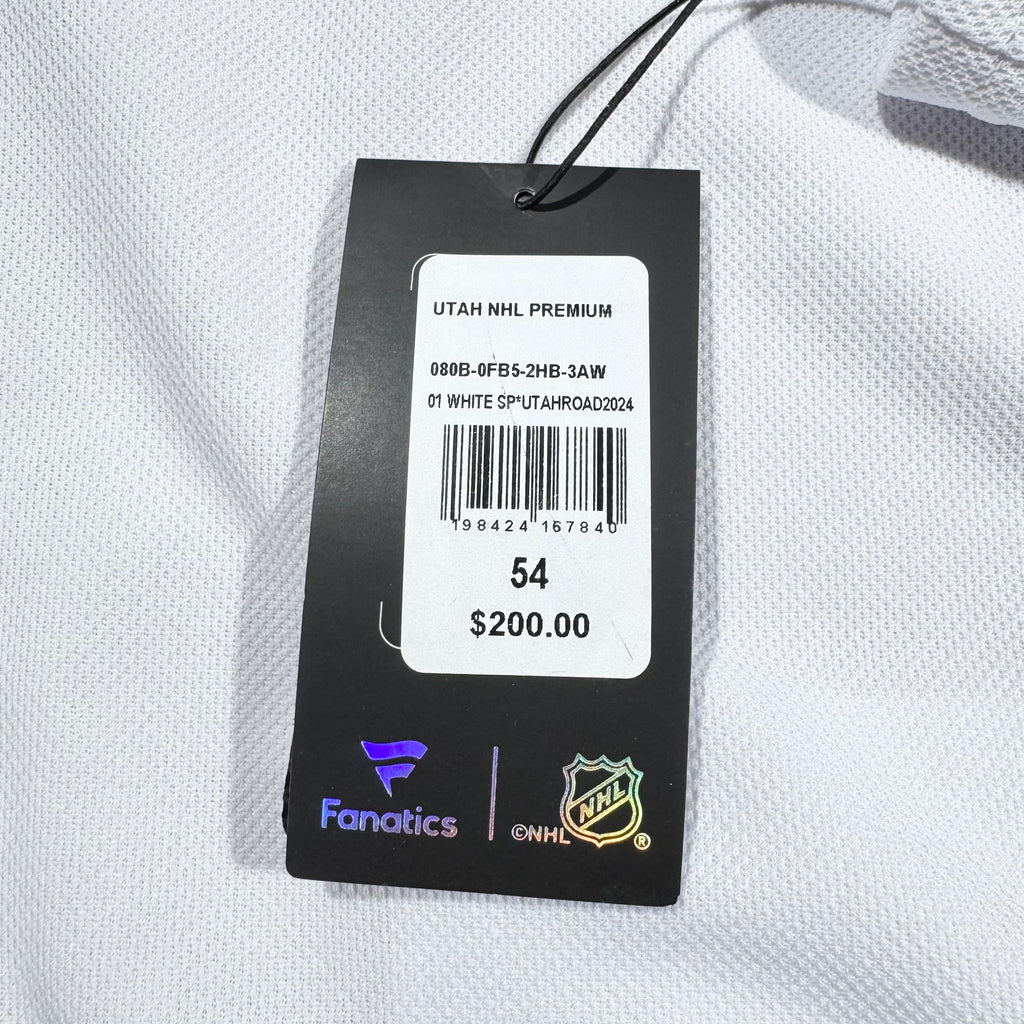 UTAH NHL PREMIUM
080B-0FB5-2HB-3AW
01 WHITE SP*UTAHROAD2024
198424 167840
54
$200.00
Fanatics
©NHL
NHL
®